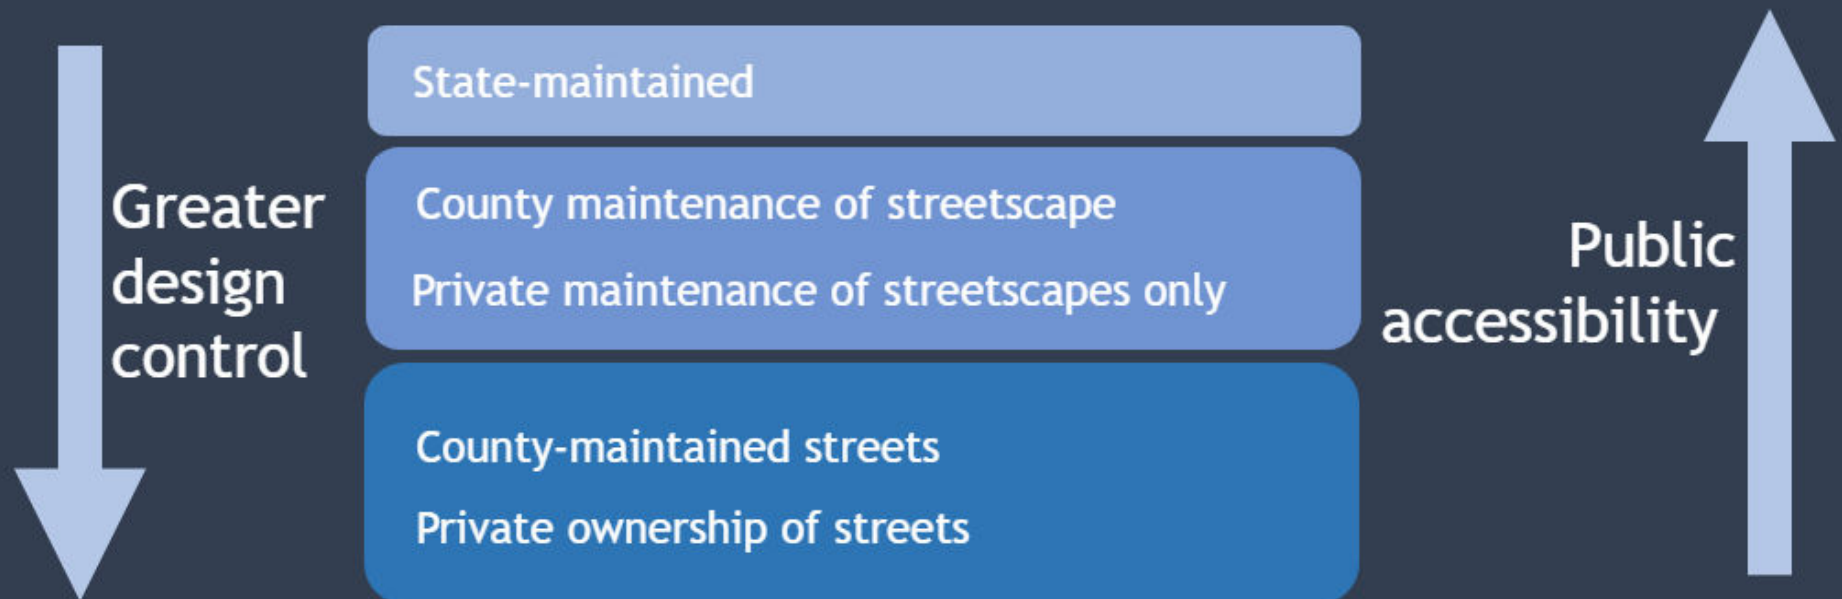 Greater
design
control
State-maintained
County maintenance of streetscape
Private maintenance of streetscapes only
County-maintained streets
Private ownership of streets
Public
accessibility